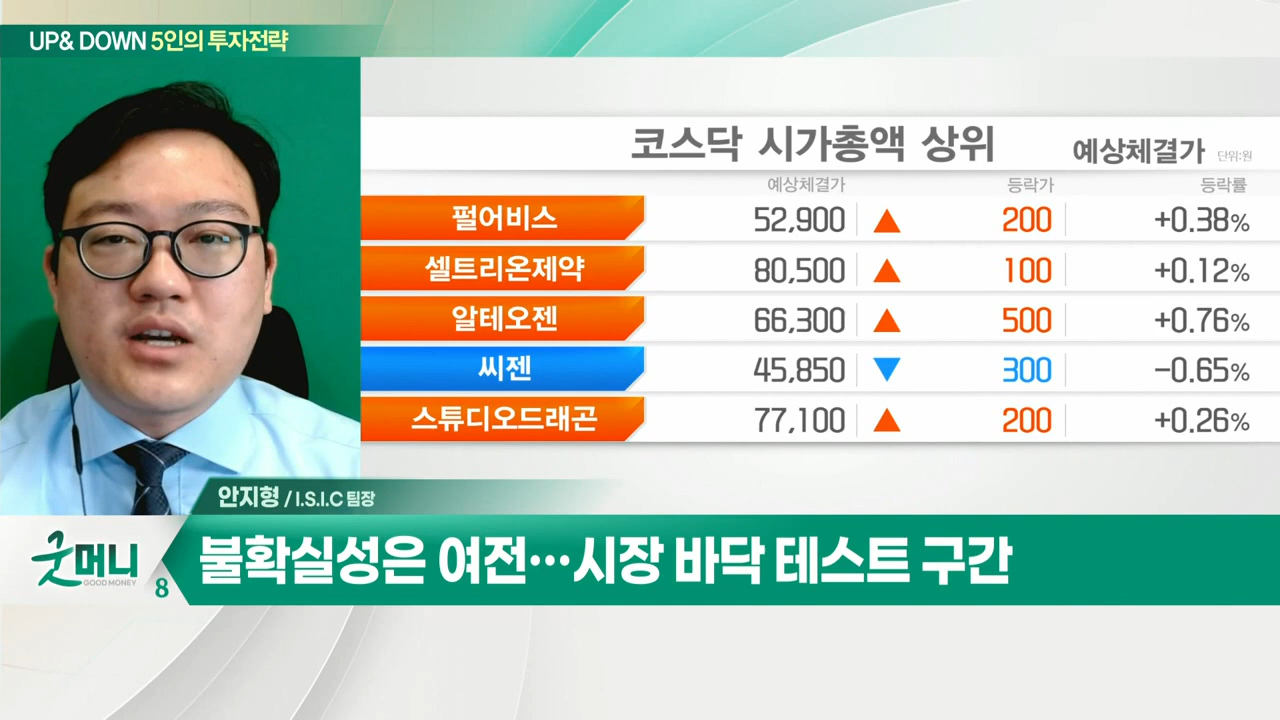 UP& DOWN 5인의 투자전략
코스닥 시가총액 상위 예상체결가 단위:원
예상체결가 등락가 등락률
펄어비스 52,900 ▲ 200 +0.38%
셀트리온제약 80,500 ▲ 100 +0.12%
알테오젠 66,300 ▲ 500 +0.76%
씨젠 45,850 ▼ 300 -0.65%
스튜디오드래곤 77,100 ▲ 200 +0.26%
안지형 / I.S.I.C 팀장
굿머니
GOOD MONEY
8
불확실성은 여전…시장 바닥 테스트 구간